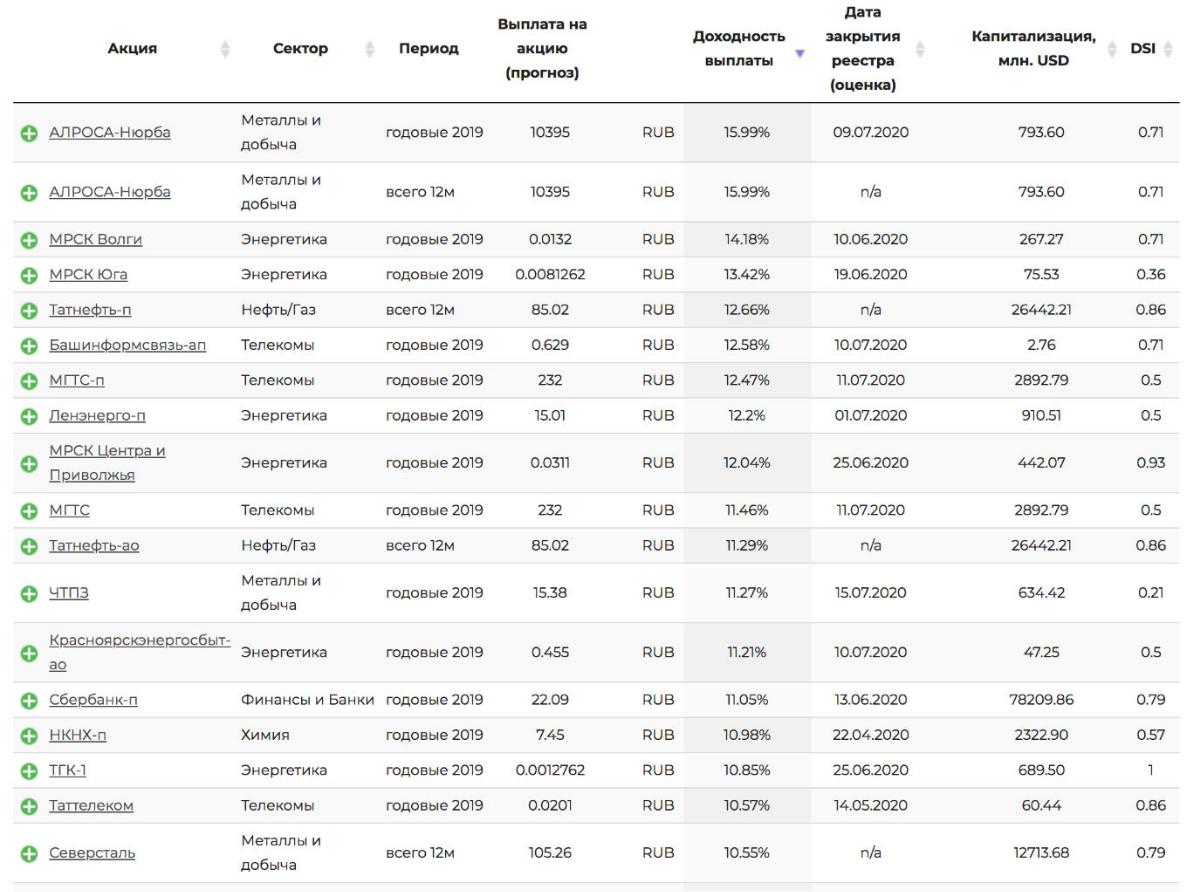 Акция Сектор Период Выплата на акцию (прогноз) Доходность выплаты Дата закрытия реестра (оценка) Капитализация, млн. USD DSI
АЛРОСА-Нюрба Металлы и добыча годовые 2019 10395 RUB 15.99% 09.07.2020 793.60 0.71
АЛРОСА-Нюрба Металлы и добыча всего 12м 10395 RUB 15.99% n/a 793.60 0.71
МРСК Волги Энергетика годовые 2019 0.0132 RUB 14.18% 10.06.2020 267.27 0.71
МРСК Юга Энергетика годовые 2019 0.0081262 RUB 13.42% 19.06.2020 75.53 0.36
Татнефть-п Нефть/Газ всего 12м 85.02 RUB 12.66% n/a 26442.21 0.86
Башинформсвязь-ап Телекомы годовые 2019 0.629 RUB 12.58% 10.07.2020 2.76 0.71
МГТС-п Телекомы годовые 2019 232 RUB 12.47% 11.07.2020 2892.79 0.5
Ленэнерго-п Энергетика годовые 2019 15.01 RUB 12.2% 01.07.2020 910.51 0.5
МРСК Центра и Приволжья Энергетика годовые 2019 0.0311 RUB 12.04% 25.06.2020 442.07 0.93
МГТС Телекомы годовые 2019 232 RUB 11.46% 11.07.2020 2892.79 0.5
Татнефть-ао Нефть/Газ всего 12м 85.02 RUB 11.29% n/a 26442.21 0.86
ЧТПЗ Металлы и добыча годовые 2019 15.38 RUB 11.27% 15.07.2020 634.42 0.21
Красноярскэнергосбыт-ао Энергетика годовые 2019 0.455 RUB 11.21% 10.07.2020 47.25 0.5
Сбербанк-п Финансы и Банки годовые 2019 22.09 RUB 11.05% 13.06.2020 78209.86 0.79
НКНХ-п Химия годовые 2019 7.45 RUB 10.98% 22.04.2020 2322.90 0.57
ТГК-1 Энергетика годовые 2019 0.0012762 RUB 10.85% 25.06.2020 689.50 1
Таттелеком Телекомы годовые 2019 0.0201 RUB 10.57% 14.05.2020 60.44 0.86
Северсталь Металлы и добыча всего 12м 105.26 RUB 10.55% n/a 12713.68 0.79